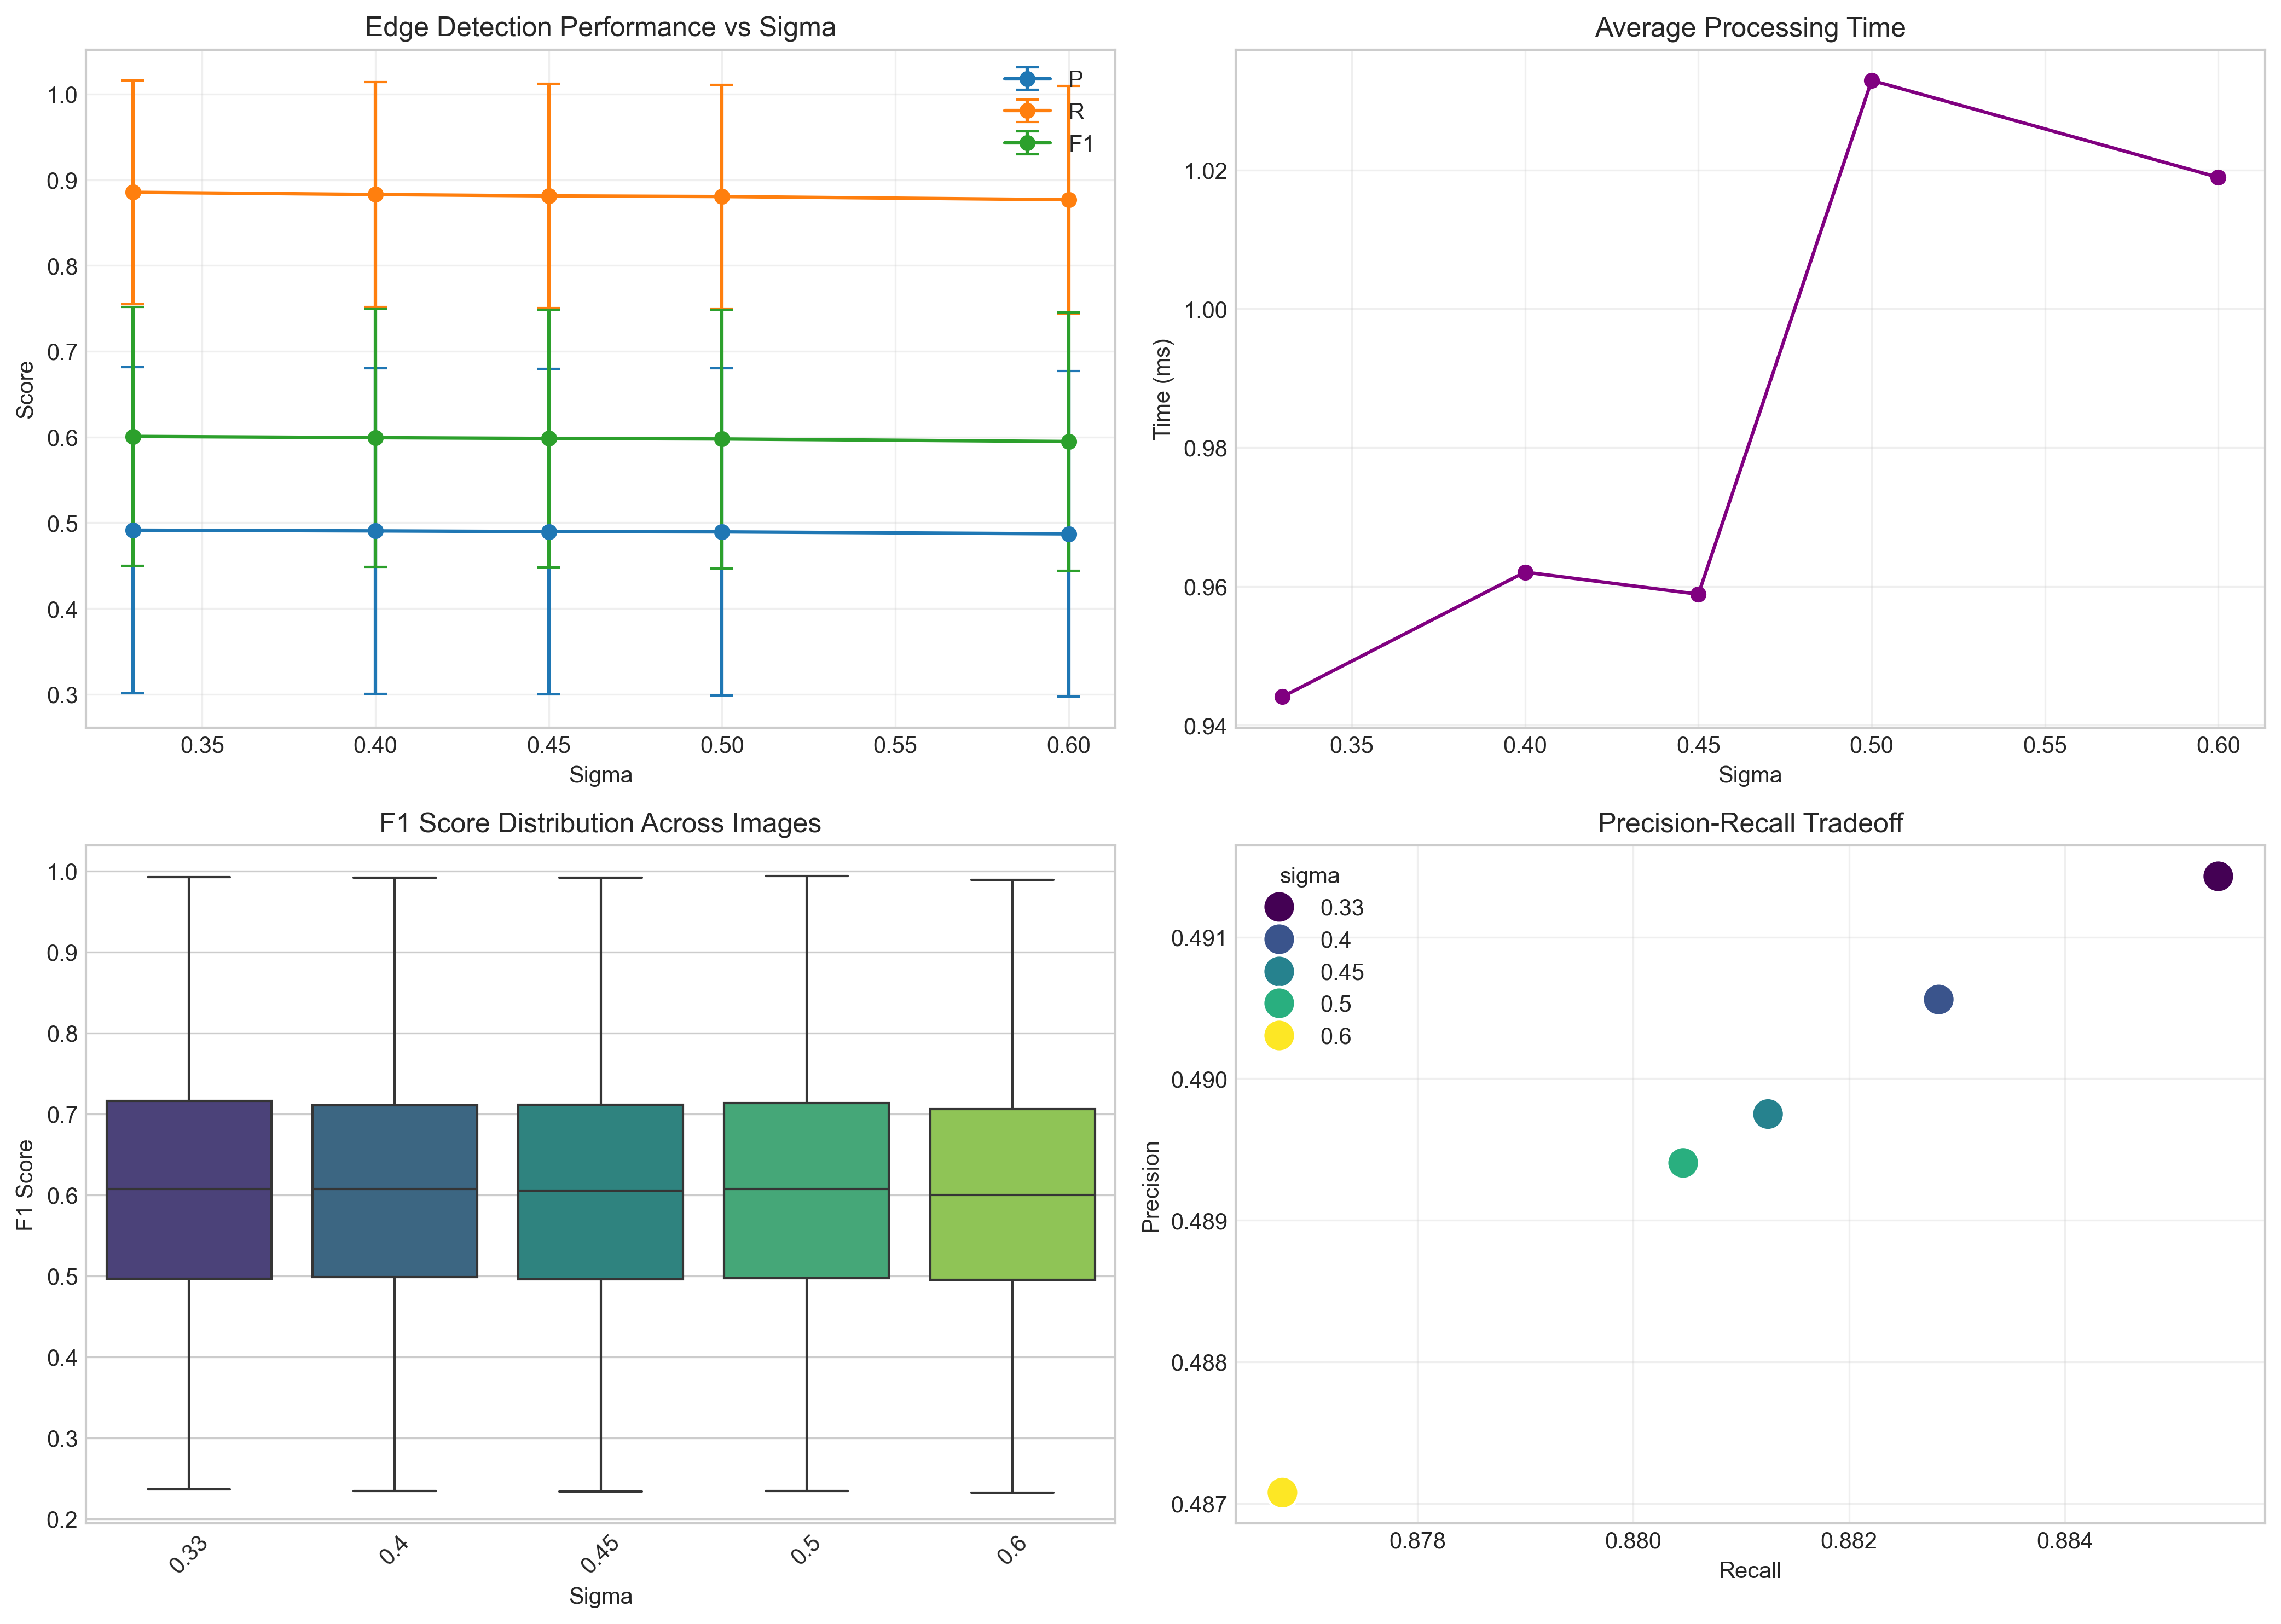 Edge Detection Performance vs Sigma
P
R
F1
1.0
0.9
0.8
0.7
0.6
0.5
0.4
0.3
Score
0.35 0.40 0.45 0.50 0.55 0.60
Sigma
Average Processing Time
1.02
1.00
0.98
0.96
0.94
Time (ms)
0.35 0.40 0.45 0.50 0.55 0.60
Sigma
F1 Score Distribution Across Images
1.0
0.9
0.8
0.7
0.6
0.5
0.4
0.3
0.2
F1 Score
0.33 0.4 0.45 0.5 0.6
Sigma
Precision-Recall Tradeoff
sigma
0.33
0.4
0.45
0.5
0.6
0.491
0.490
0.489
0.488
0.487
Precision
0.878 0.880 0.882 0.884
Recall